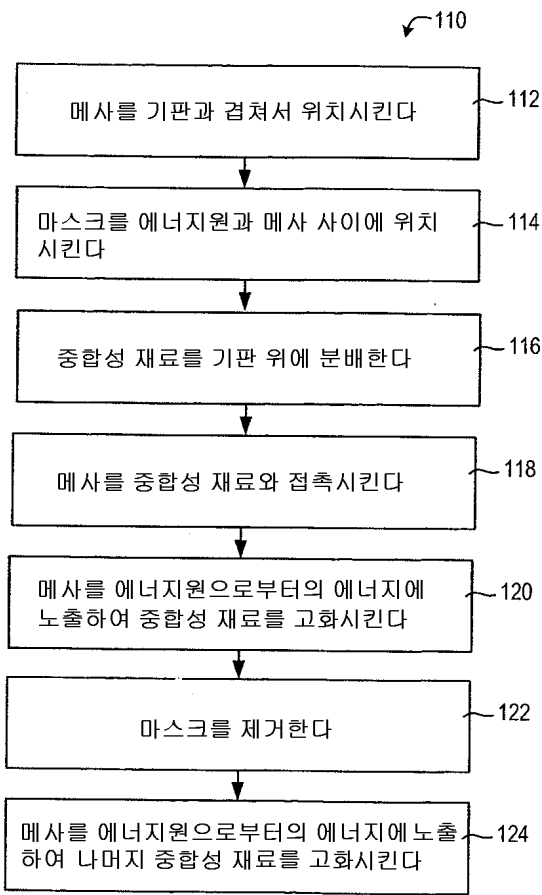 110
메사를 기판과 겹쳐서 위치시킨다
112
마스크를 에너지원과 메사 사이에 위치
시킨다
114
중합성 재료를 기판 위에 분배한다
116
메사를 중합성 재료와 접촉시킨다
118
메사를 에너지원으로부터의 에너지에
노출하여 중합성 재료를 고화시킨다
120
마스크를 제거한다
122
메사를 에너지원으로부터의 에너지에노출
하여 나머지 중합성 재료를 고화시킨다
124